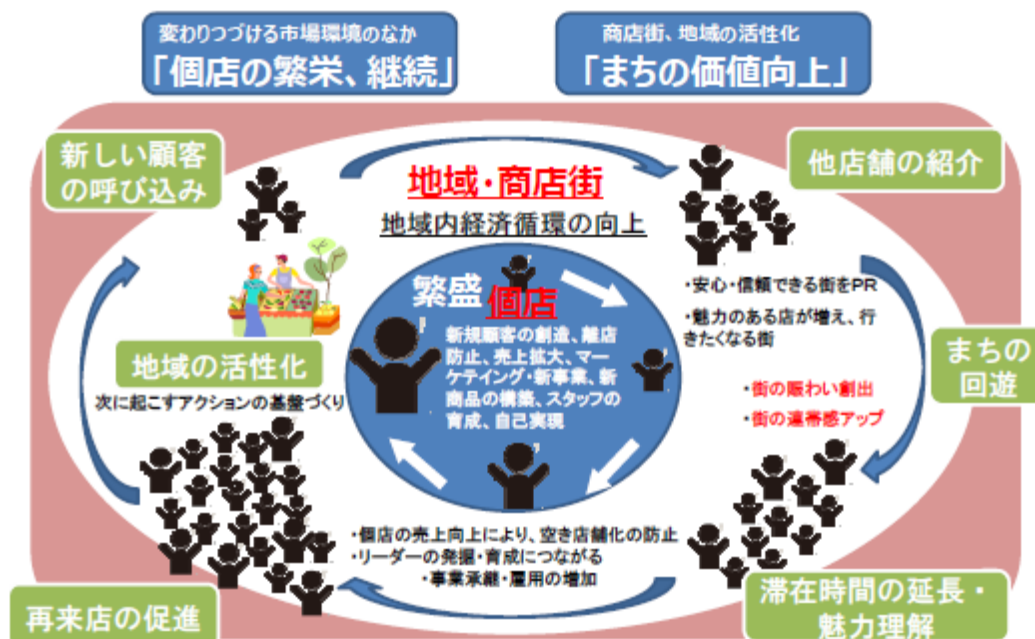 変わりつづける市場環境のなか
「個店の繁栄、継続」
商店街、地域の活性化
「まちの価値向上」
新しい顧客
の呼び込み
他店舗の紹介
地域・商店街
地域内経済循環の向上
繁盛 個店
新規顧客の創造、離店
防止、売上拡大、マー
ケテイング・新事業、新
商品の構築、スタッフの
育成、自己実現
・安心・信頼できる街をPR
・魅力のある店が増え、行
きたくなる街
まちの
回遊
・街の賑わい創出
・街の連帯感アップ
地域の活性化
次に起こすアクションの基盤づくり
・個店の売上向上により、空き店舗化の防止
・リーダーの発掘・育成につながる
・事業承継・雇用の増加
再来店の促進
滞在時間の延長・
魅力理解